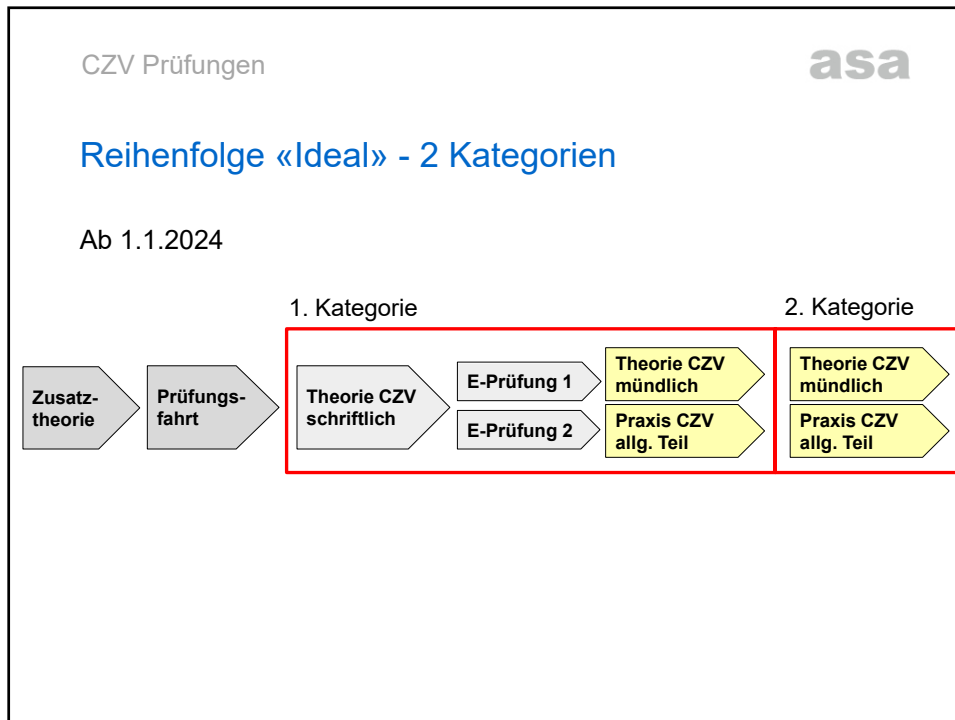 CZV Prüfungen
asa
Reihenfolge «Ideal» - 2 Kategorien
Ab 1.1.2024
1. Kategorie
2. Kategorie
Zusatz-
theorie
Prüfungs-
fahrt
Theorie CZV
schriftlich
E-Prüfung 1
E-Prüfung 2
Theorie CZV
mündlich
Praxis CZV
allg. Teil
Theorie CZV
mündlich
Praxis CZV
allg. Teil